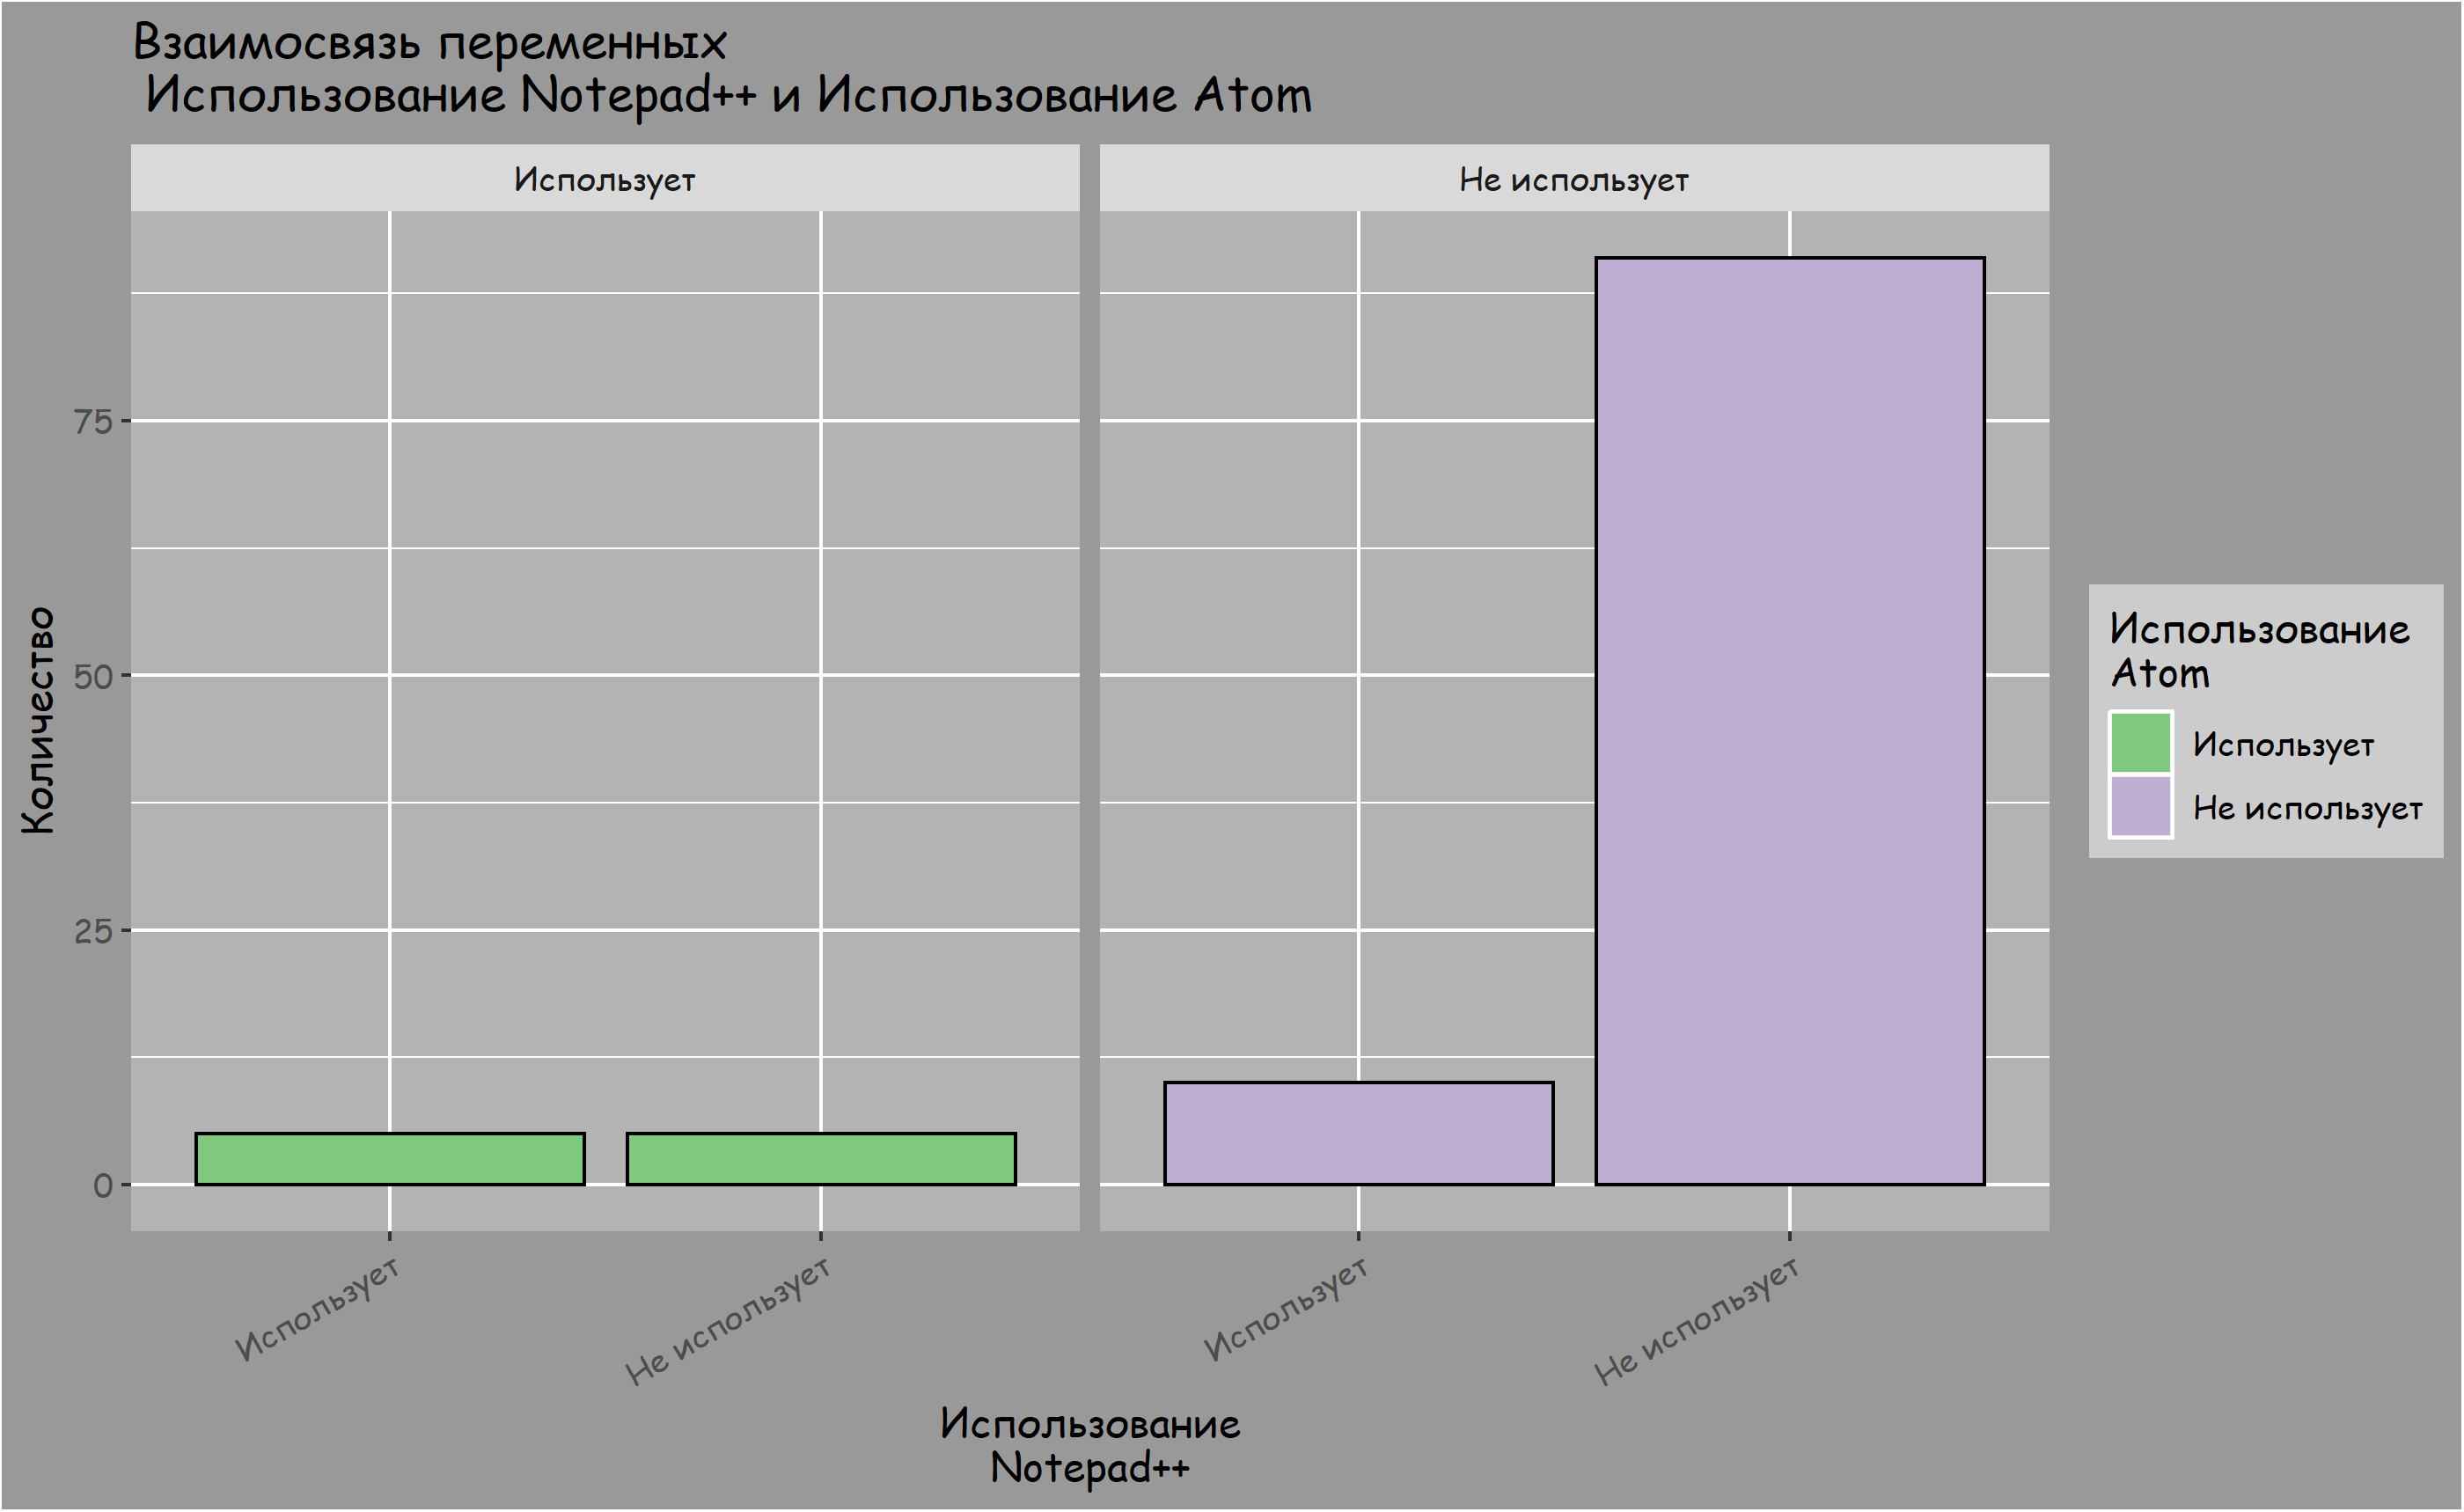 Взаимосвязь переменных
Использование Notepad++ и Использование Atom
Использует
Не использует
Количество
75
50
25
0
Использует
Не использует
Использует
Не использует
Использование
Notepad++
Использование
Atom
Использует
Не использует